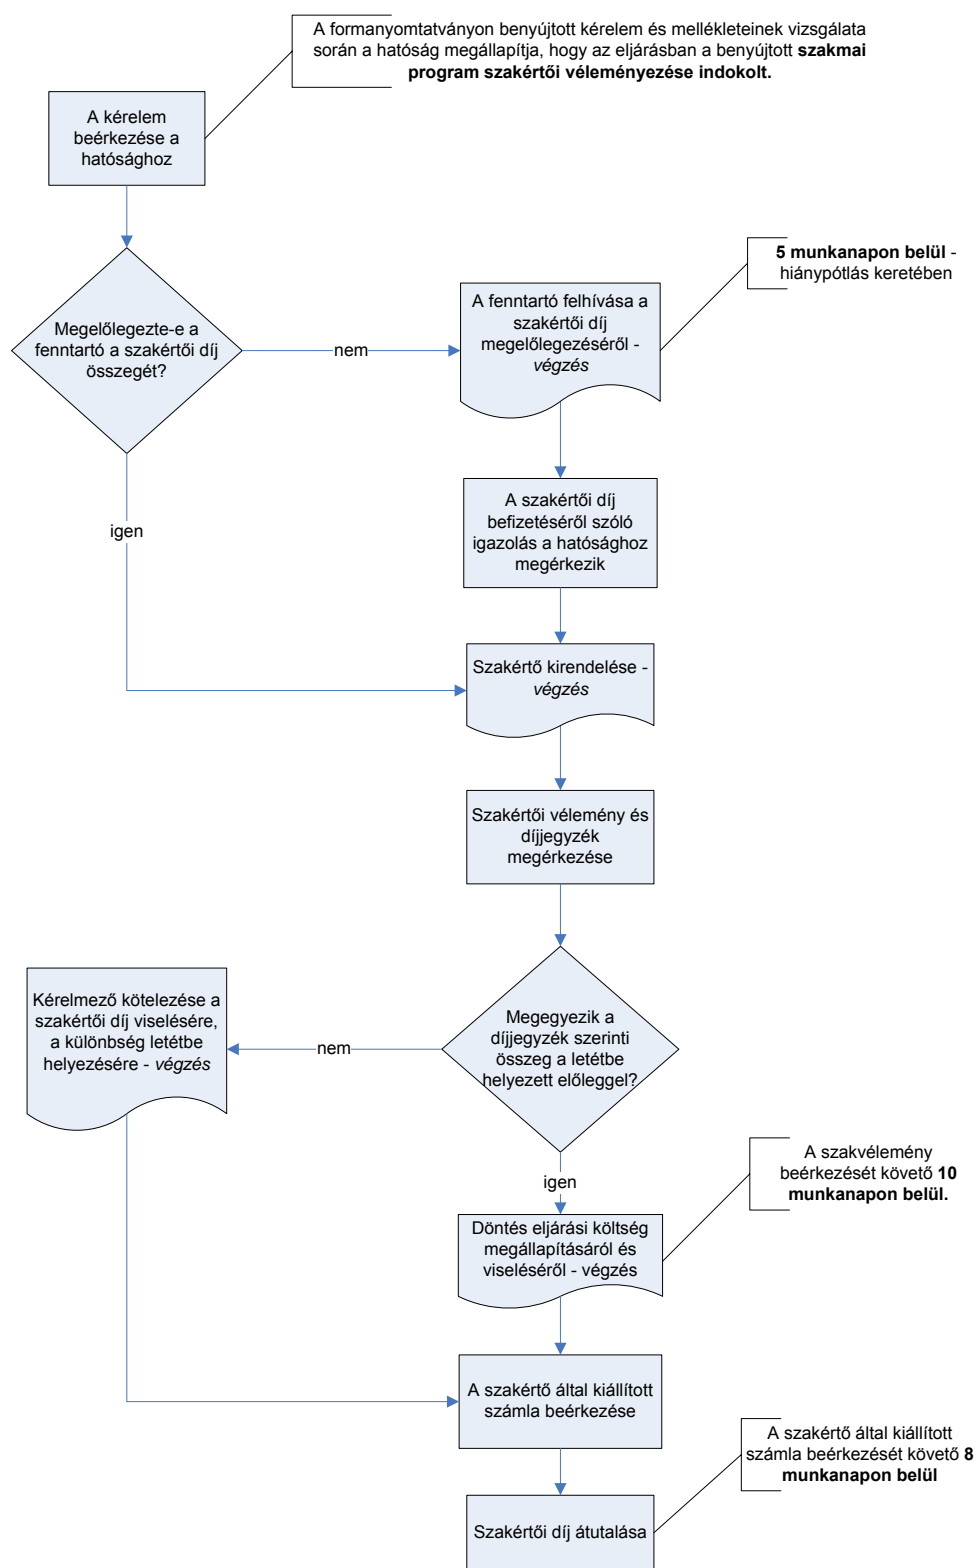 A formanyomtatványon benyújtott kérelem és mellékleteinek vizsgálata
során a hatóság megállapítja, hogy az eljárásban a benyújtott szakmai
program szakértői véleményezése indokolt.
A kérelem
beérkezése a
hatósághoz
5 munkanapon belül -
hiánypótlás keretében
Megelőlegezte-e a
fenntartó a szakértői díj
összegét?
nem
A fenntartó felhívása a
szakértői díj
megelőlegezéséről -
végzés
igen
A szakértői díj
befizetéséről szóló
igazolás a hatósághoz
megérkezik
Szakértő kirendelése -
végzés
Szakértői vélemény és
díjjegyzék
megérkezése
Kérelmező kötelezése a
szakértői díj viselésére,
a különbség letétbe
helyezésére - végzés
nem
Megegyezik a
díjjegyzék szerinti
összeg a letétbe
helyezett előleggel?
igen
A szakvélemény
beérkezését követő 10
munkanapon belül.
Döntés eljárási költség
megállapításáról és
viseléséről - végzés
A szakértő által kiállított
számla beérkezése
A szakértő által kiállított
számla beérkezését követő 8
munkanapon belül
Szakértői díj átutalása